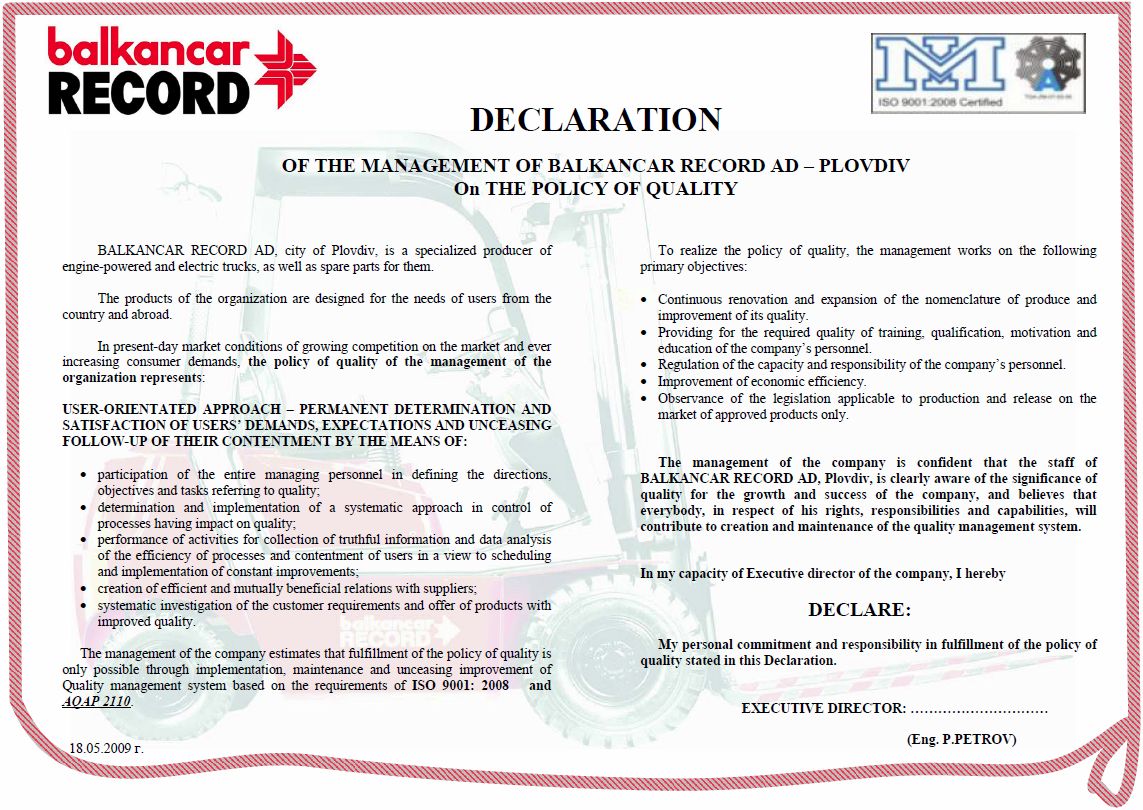 balkancar
RECORD
ISO 9001:2008 Certified
DECLARATION
OF THE MANAGEMENT OF BALKANCAR RECORD AD – PLOVDIV
On THE POLICY OF QUALITY
BALKANCAR RECORD AD, city of Plovdiv, is a specialized producer of
engine-powered and electric trucks, as well as spare parts for them.
The products of the organization are designed for the needs of users from the
country and abroad.
In present-day market conditions of growing competition on the market and ever
increasing consumer demands, the policy of quality of the management of the
organization represents:
USER-ORIENTATED APPROACH – PERMANENT DETERMINATION AND
SATISFACTION OF USERS’ DEMANDS, EXPECTATIONS AND UNCEASING
FOLLOW-UP OF THEIR CONTENTMENT BY THE MEANS OF:
• participation of the entire managing personnel in defining the directions,
objectives and tasks referring to quality;
• determination and implementation of a systematic approach in control of
processes having impact on quality;
• performance of activities for collection of truthful information and data analysis
of the efficiency of processes and contentment of users in a view to scheduling
and implementation of constant improvements;
• creation of efficient and mutually beneficial relations with suppliers;
• systematic investigation of the customer requirements and offer of products with
improved quality.
The management of the company estimates that fulfillment of the policy of quality is
only possible through implementation, maintenance and unceasing improvement of
Quality management system based on the requirements of ISO 9001: 2008 and
AQAP 2110.
18.05.2009 г.
To realize the policy of quality, the management works on the following
primary objectives:
• Continuous renovation and expansion of the nomenclature of produce and
improvement of its quality.
• Providing for the required quality of training, qualification, motivation and
education of the company’s personnel.
• Regulation of the capacity and responsibility of the company’s personnel.
• Improvement of economic efficiency.
• Observance of the legislation applicable to production and release on the
market of approved products only.
The management of the company is confident that the staff of
BALKANCAR RECORD AD, Plovdiv, is clearly aware of the significance of
quality for the growth and success of the company, and believes that
everybody, in respect of his rights, responsibilities and capabilities, will
contribute to creation and maintenance of the quality management system.
In my capacity of Executive director of the company, I hereby
DECLARE:
My personal commitment and responsibility in fulfillment of the policy of
quality stated in this Declaration.
EXECUTIVE DIRECTOR: …………………………
(Eng. P.PETROV)
balkancar
RECORD